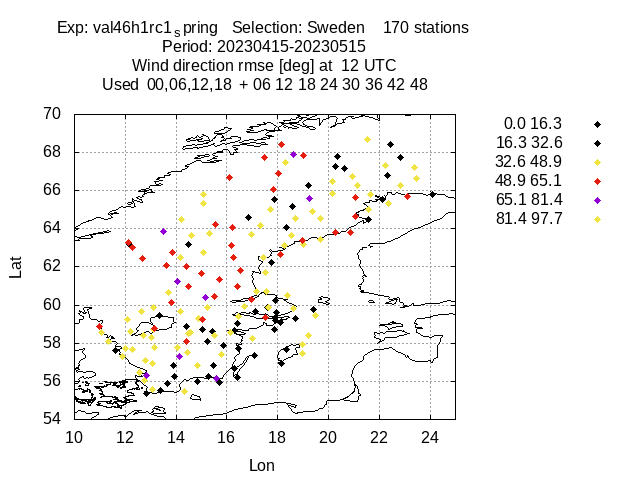 Exp: val46h1rc1spring Selection: Sweden 170 stations
Period: 20230415-20230515
Wind direction rmse [deg] at 12 UTC
Used 00,06,12,18 + 06 12 18 24 30 36 42 48
0.0 16.3
16.3 32.6
32.6 48.9
48.9 65.1
65.1 81.4
81.4 97.7
70
68
66
64
62
60
58
56
54
Lat
10 12 14 16 18 20 22 24
Lon